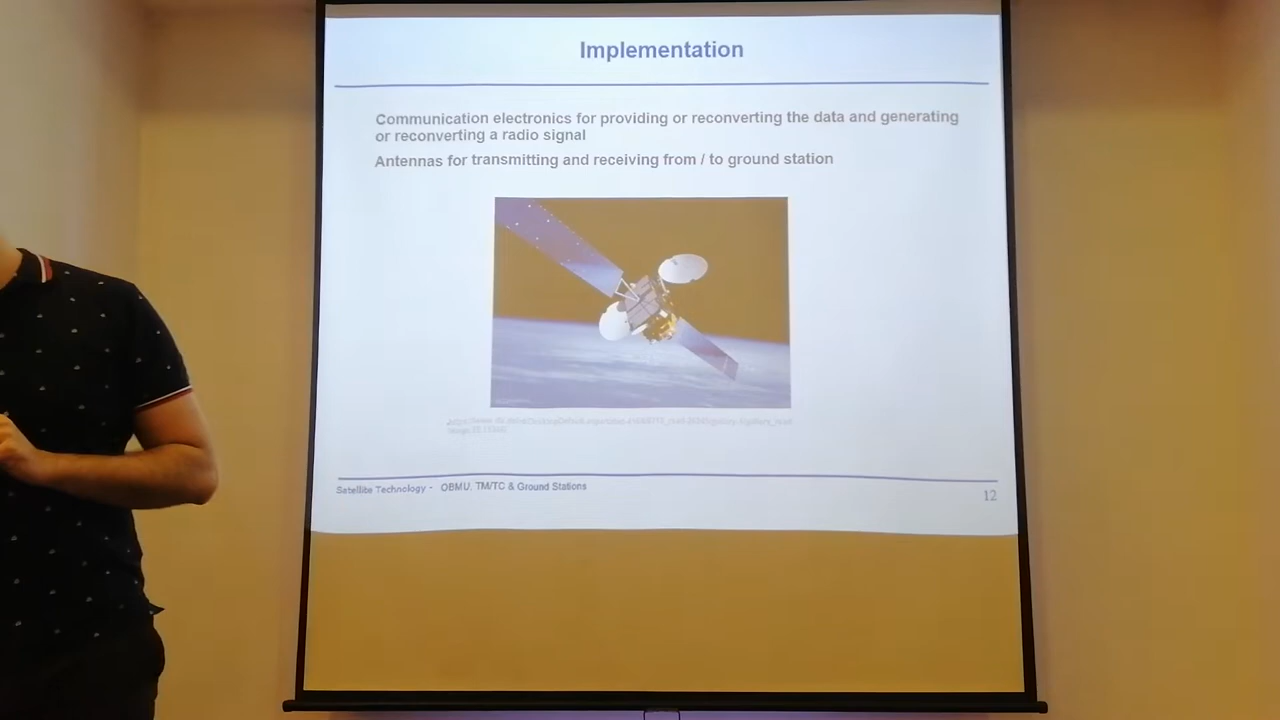 Implementation
Communication electronics for providing or reconverting the data and generating
or reconverting a radio signal
Antennas for transmitting and receiving from / to ground station
Satellite Technology - OBMU, TM/TC & Ground Stations
12